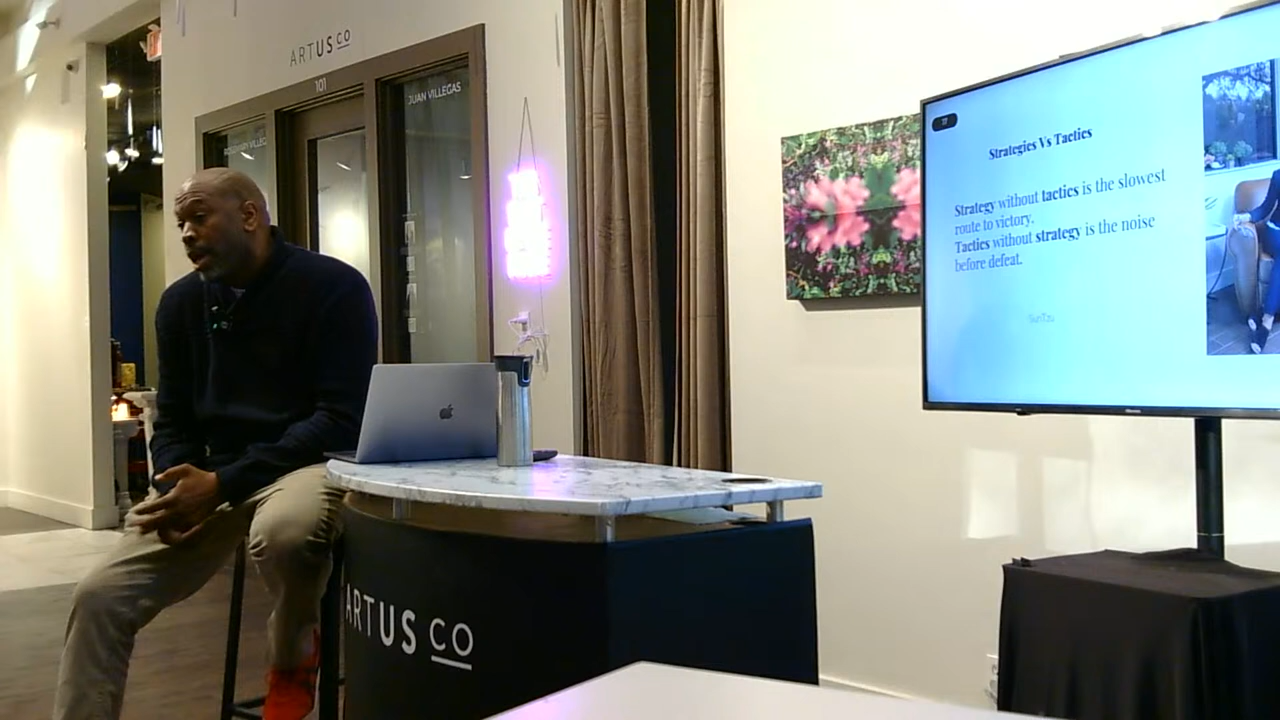 ARTUS CO
101
JUAN VILLEGAS
Strategies Vs Tactics
Strategy without tactics is the slowest
route to victory.
Tactics without strategy is the noise
before defeat.
SunTzu
ARTUS CO